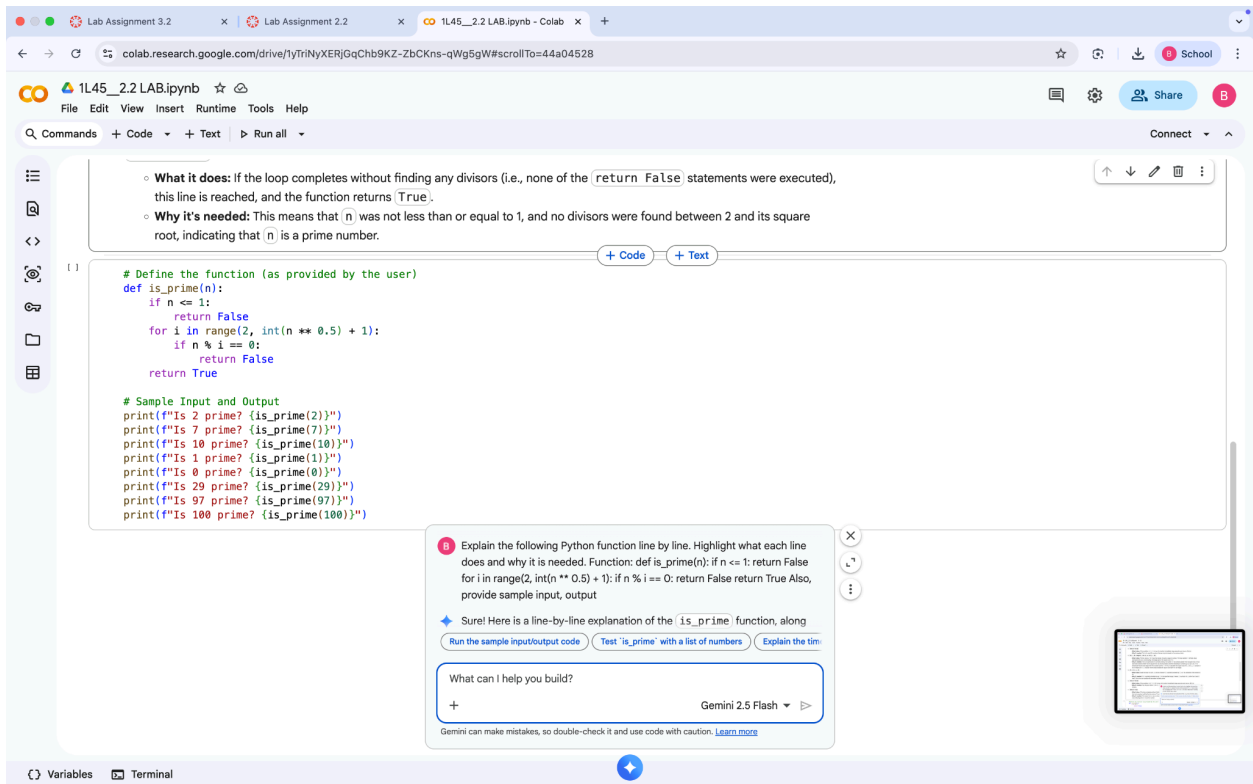 Lab Assignment 3.2
Lab Assignment 2.2
1L45__2.2 LAB.ipynb - Colab
colab.research.google.com/drive/1yTriNyXERjGqChb9KZ-ZbCKns-qWg5gW#scrollTo=44a04528
B School
CO 1L45__2.2 LAB.ipynb
File Edit View Insert Runtime Tools Help
Share
B
Commands + Code + Text Run all
Connect
What it does: If the loop completes without finding any divisors (i.e., none of the return False statements were executed),
this line is reached, and the function returns True.
Why it's needed: This means that n was not less than or equal to 1, and no divisors were found between 2 and its square
root, indicating that n is a prime number.
+ Code + Text
[ ]
# Define the function (as provided by the user)
def is_prime(n):
    if n <= 1:
        return False
    for i in range(2, int(n ** 0.5) + 1):
        if n % i == 0:
            return False
    return True
# Sample Input and Output
print(f"Is 2 prime? {is_prime(2)}")
print(f"Is 7 prime? {is_prime(7)}")
print(f"Is 10 prime? {is_prime(10)}")
print(f"Is 1 prime? {is_prime(1)}")
print(f"Is 0 prime? {is_prime(0)}")
print(f"Is 29 prime? {is_prime(29)}")
print(f"Is 97 prime? {is_prime(97)}")
print(f"Is 100 prime? {is_prime(100)}")
B Explain the following Python function line by line. Highlight what each line
does and why it is needed. Function: def is_prime(n): if n <= 1: return False
for i in range(2, int(n ** 0.5) + 1): if n % i == 0: return False return True Also,
provide sample input, output
Sure! Here is a line-by-line explanation of the is_prime function, along
Run the sample input/output code Test `is_prime` with a list of numbers Explain the tim
What can I help you build?
+ Gemini 2.5 Flash
Gemini can make mistakes, so double-check it and use code with caution. Learn more
{} Variables Terminal